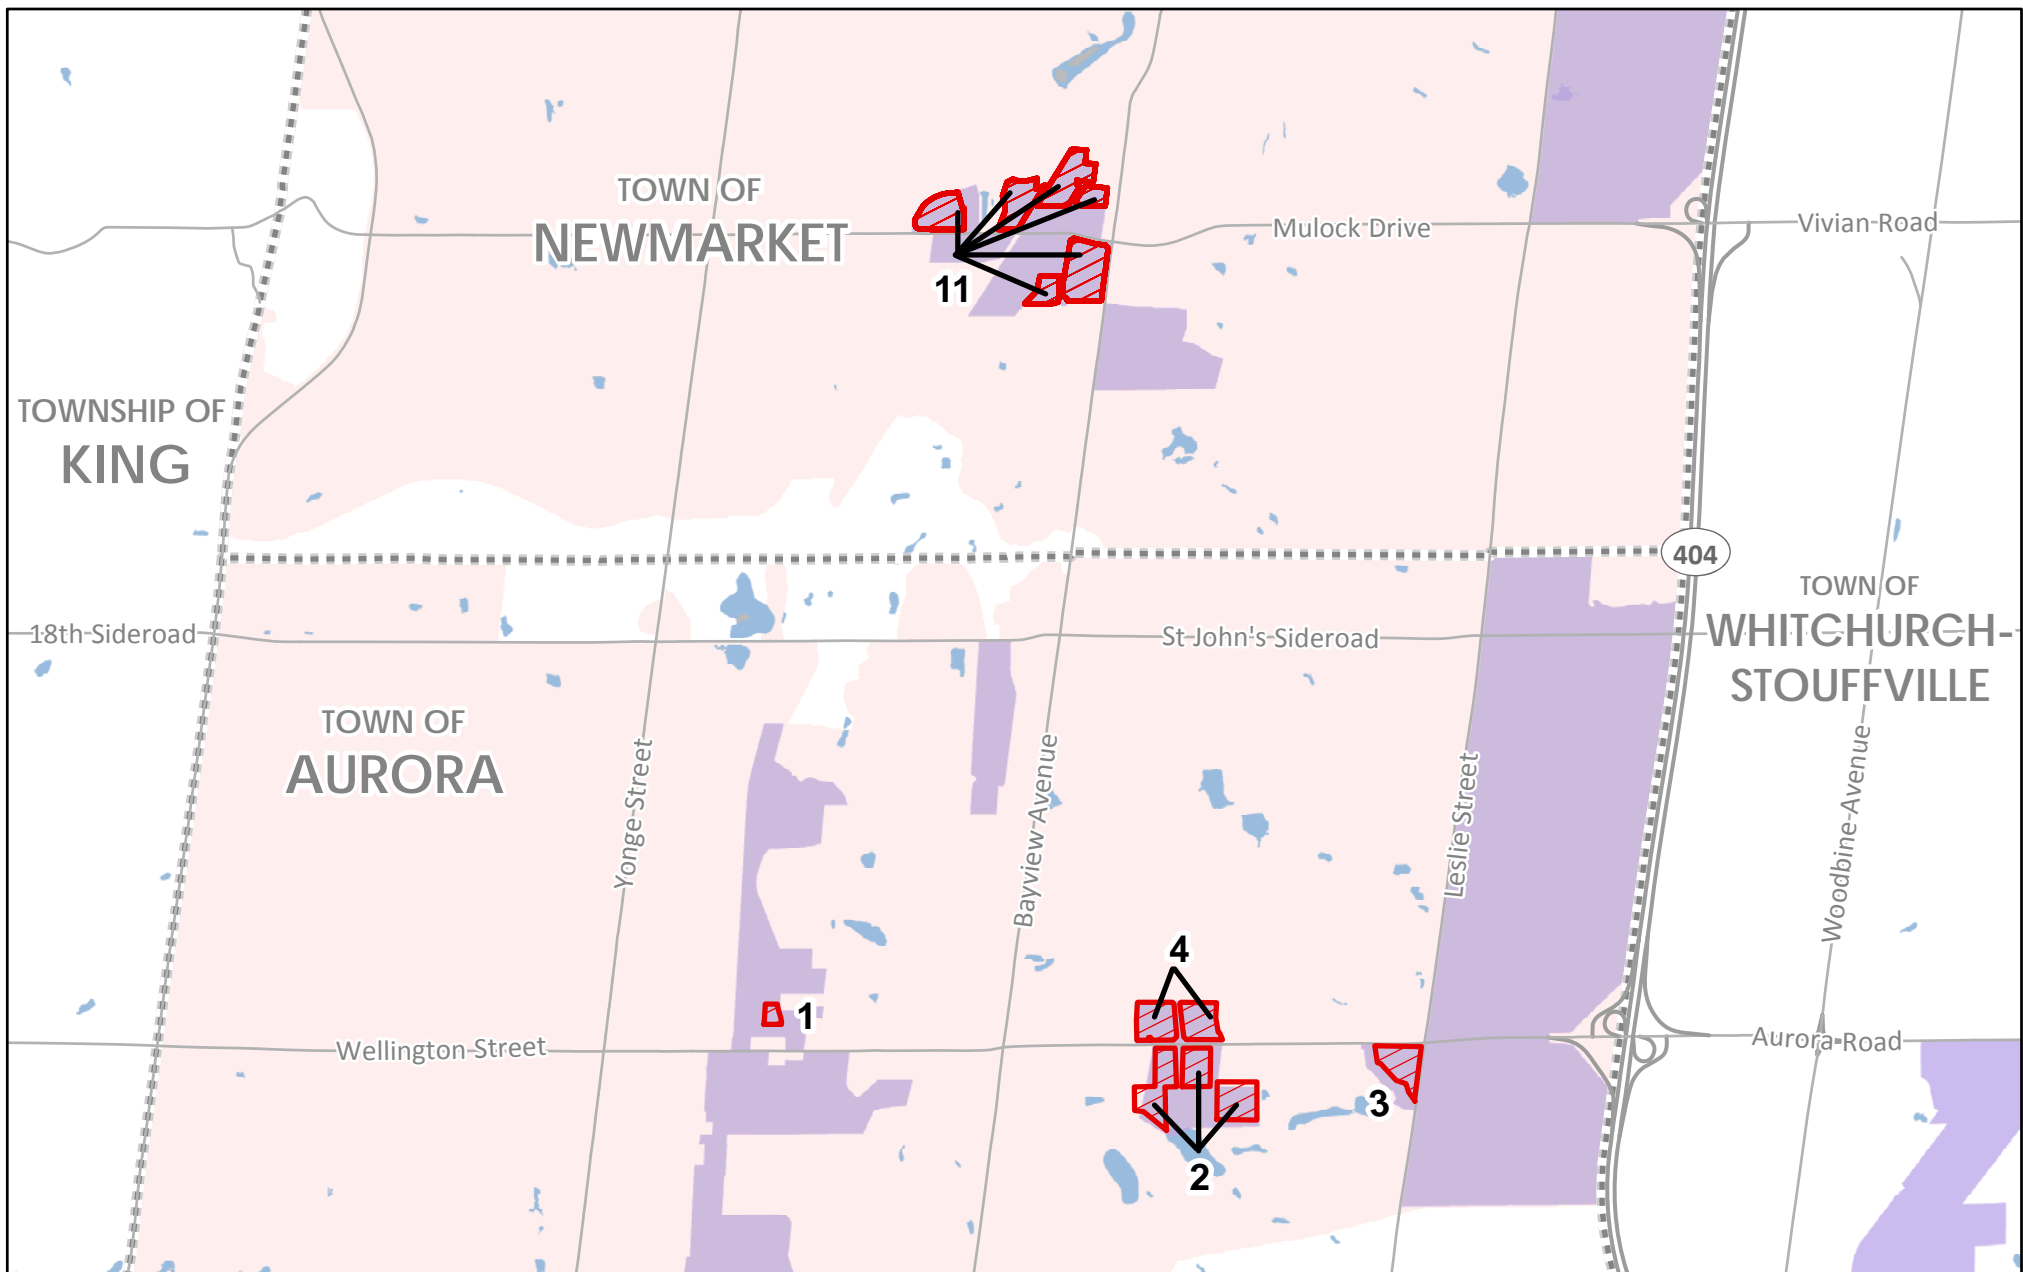 TOWN OF
NEWMARKET
Mulock Drive
Vivian Road
11
TOWNSHIP OF
KING
404
TOWN OF
WHITCHURCH-
STOUFFVILLE
18th Sideroad
St John's Sideroad
TOWN OF
AURORA
Yonge Street
Bayview Avenue
Leslie Street
Woodbine Avenue
4
1
Wellington Street
Aurora Road
3
2